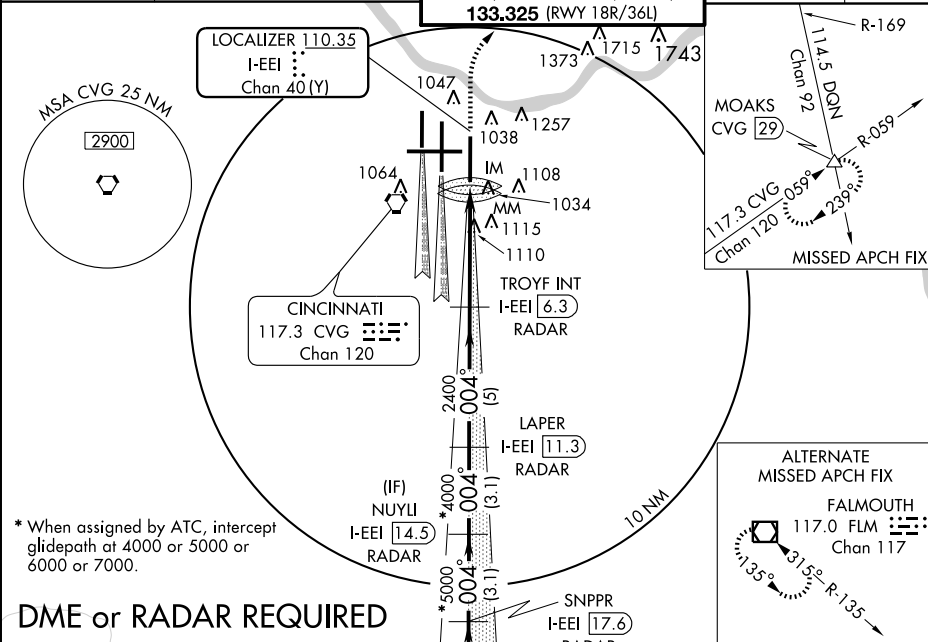 133.325 (RWY 18R/36L)
LOCALIZER 110.35
I-EEI
Chan 40 (Y)
MSA CVG 25 NM
2900
1047
1373
1715
1743
1038
1257
1064
IM
1108
1034
MM
1115
1110
CINCINNATI
117.3 CVG
Chan 120
TROYF INT
I-EEI 6.3
RADAR
2400
004°
(5)
LAPER
I-EEI 11.3
RADAR
*4000
004°
(3.1)
(IF)
NUYLI
I-EEI 14.5
RADAR
*5000
004°
(3.1)
SNPPR
I-EEI 17.6
RADAR
10 NM
* When assigned by ATC, intercept
glidepath at 4000 or 5000 or
6000 or 7000.
DME or RADAR REQUIRED
R-169
114.5 DQN
Chan 92
MOAKS
CVG 29
R-059
059°
239°
117.3 CVG
Chan 120
MISSED APCH FIX
ALTERNATE
MISSED APCH FIX
FALMOUTH
117.0 FLM
Chan 117
135°
315°
R-135